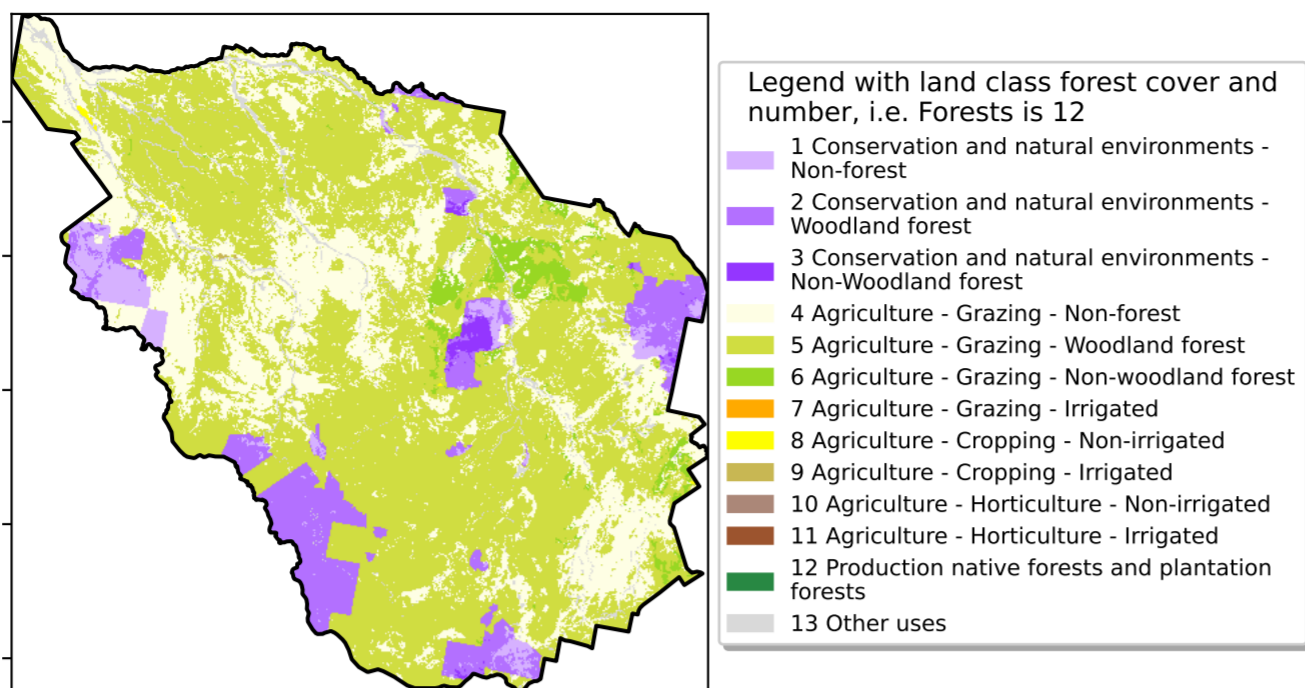 Legend with land class forest cover and
number, i.e. Forests is 12
1 Conservation and natural environments -
Non-forest
2 Conservation and natural environments -
Woodland forest
3 Conservation and natural environments -
Non-Woodland forest
4 Agriculture - Grazing - Non-forest
5 Agriculture - Grazing - Woodland forest
6 Agriculture - Grazing - Non-woodland forest
7 Agriculture - Grazing - Irrigated
8 Agriculture - Cropping - Non-irrigated
9 Agriculture - Cropping - Irrigated
10 Agriculture - Horticulture - Non-irrigated
11 Agriculture - Horticulture - Irrigated
12 Production native forests and plantation
forests
13 Other uses